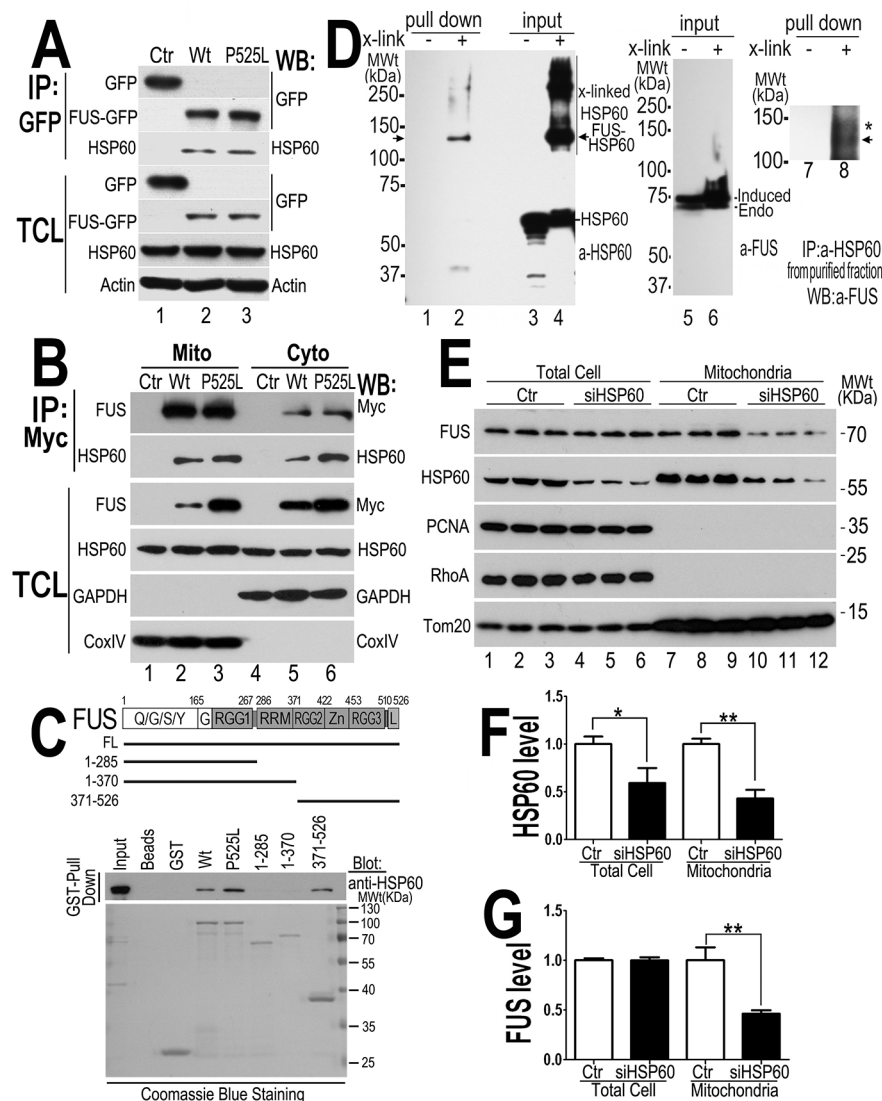 A
Ctr Wt P525L WB:
IP: GFP
GFP
FUS-GFP
GFP
HSP60 HSP60
TCL
GFP
FUS-GFP
GFP
HSP60 HSP60
Actin Actin
1 2 3
B
Mito Cyto
Ctr Wt P525L Ctr Wt P525L WB:
IP: Myc
FUS Myc
HSP60 HSP60
TCL
FUS Myc
HSP60 HSP60
GAPDH GAPDH
CoxIV CoxIV
1 2 3 4 5 6
C
1 165 267 286 371 422 453 510 526
FUS Q/G/S/Y G RGG1 RRM RGG2 Zn RGG3 L
FL
1-285
1-370
371-526
Input Beads GST Wt P525L 1-285 1-370 371-526
Blot:
GST-Pull Down
anti-HSP60
MWt(KDa)
130
100
70
55
40
35
25
Coomassie Blue Staining
D
pull down input
x-link - + - +
MWt (kDa)
250
150
100
75
50
37
x-linked HSP60
FUS-HSP60
HSP60
a-HSP60
1 2 3 4
input
x-link - +
MWt (kDa)
250
150
100
75
50
37
Induced
Endo
a-FUS
5 6
pull down
x-link - +
MWt (kDa)
150
100
*
7 8
IP:a-HSP60
from purified fraction
WB:a-FUS
E
Total Cell Mitochondria
Ctr siHSP60 Ctr siHSP60
MWt (KDa)
FUS -70
HSP60 -55
PCNA -35
-25
RhoA
-15
Tom20
1 2 3 4 5 6 7 8 9 10 11 12
F
HSP60 level
1.5
1.0
0.5
0.0
* **
Ctr siHSP60 Ctr siHSP60
Total Cell Mitochondria
G
FUS level
1.5
1.0
0.5
0.0
**
Ctr siHSP60 Ctr siHSP60
Total Cell Mitochondria